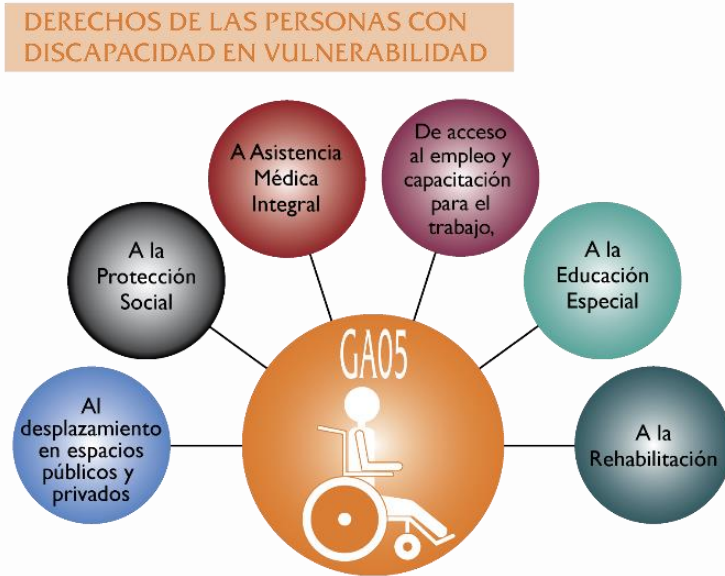 DERECHOS DE LAS PERSONAS CON
DISCAPACIDAD EN VULNERABILIDAD
Al
desplazamiento
en espacios
públicos y
privados
A la
Protección
Social
A Asistencia
Médica
Integral
De acceso
al empleo y
capacitación
para el
trabajo,
A la
Educación
Especial
A la
Rehabilitación
GA05